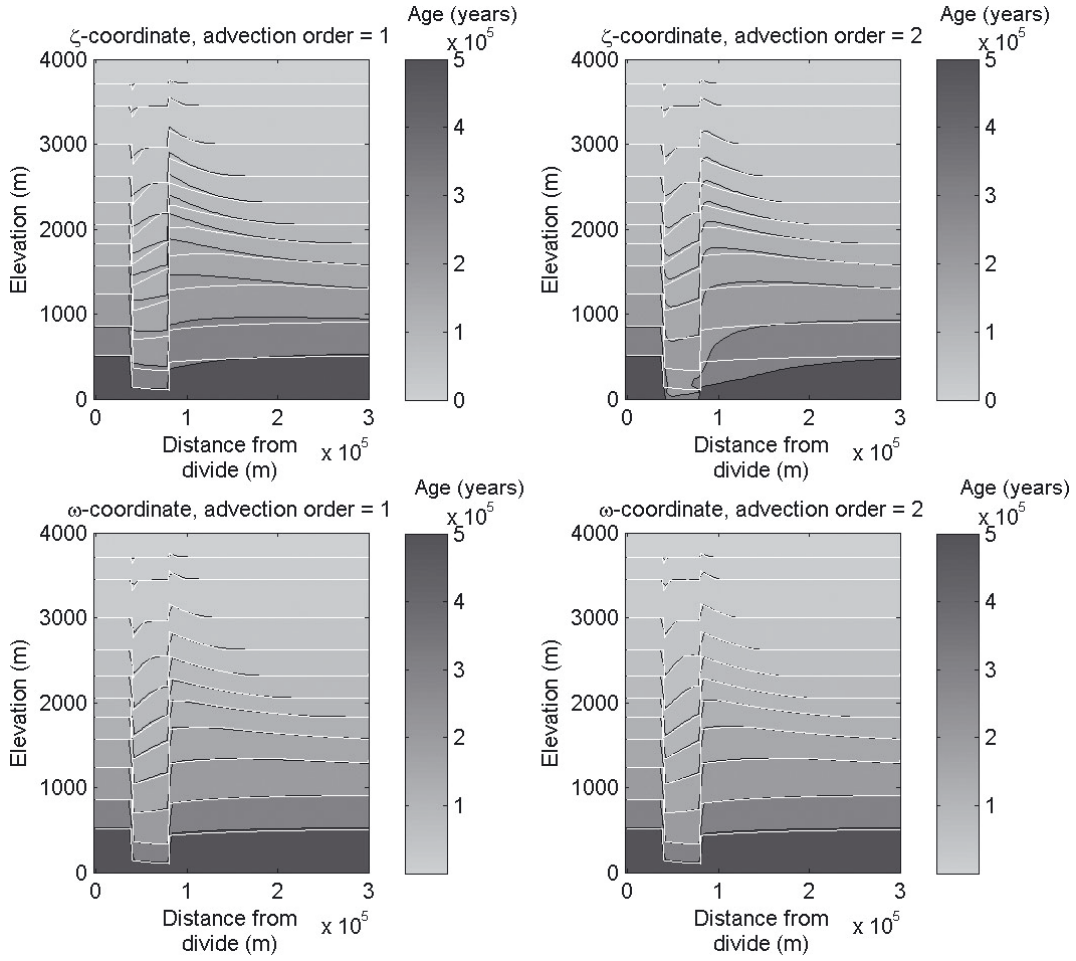 Age (years)
x 10^5
ζ-coordinate, advection order = 1
4000
3000
2000
1000
0
Elevation (m)
0 1 2 3
Distance from divide (m)
x 10^5
5
4
3
2
1
0
Age (years)
x 10^5
ζ-coordinate, advection order = 2
4000
3000
2000
1000
0
Elevation (m)
0 1 2 3
Distance from divide (m)
x 10^5
5
4
3
2
1
0
Age (years)
x 10^5
ω-coordinate, advection order = 1
4000
3000
2000
1000
0
Elevation (m)
0 1 2 3
Distance from
divide (m)
x 10^5
5
4
3
2
1
Age (years)
x 10^5
ω-coordinate, advection order = 2
4000
3000
2000
1000
0
Elevation (m)
0 1 2 3
Distance from
divide (m)
x 10^5
5
4
3
2
1